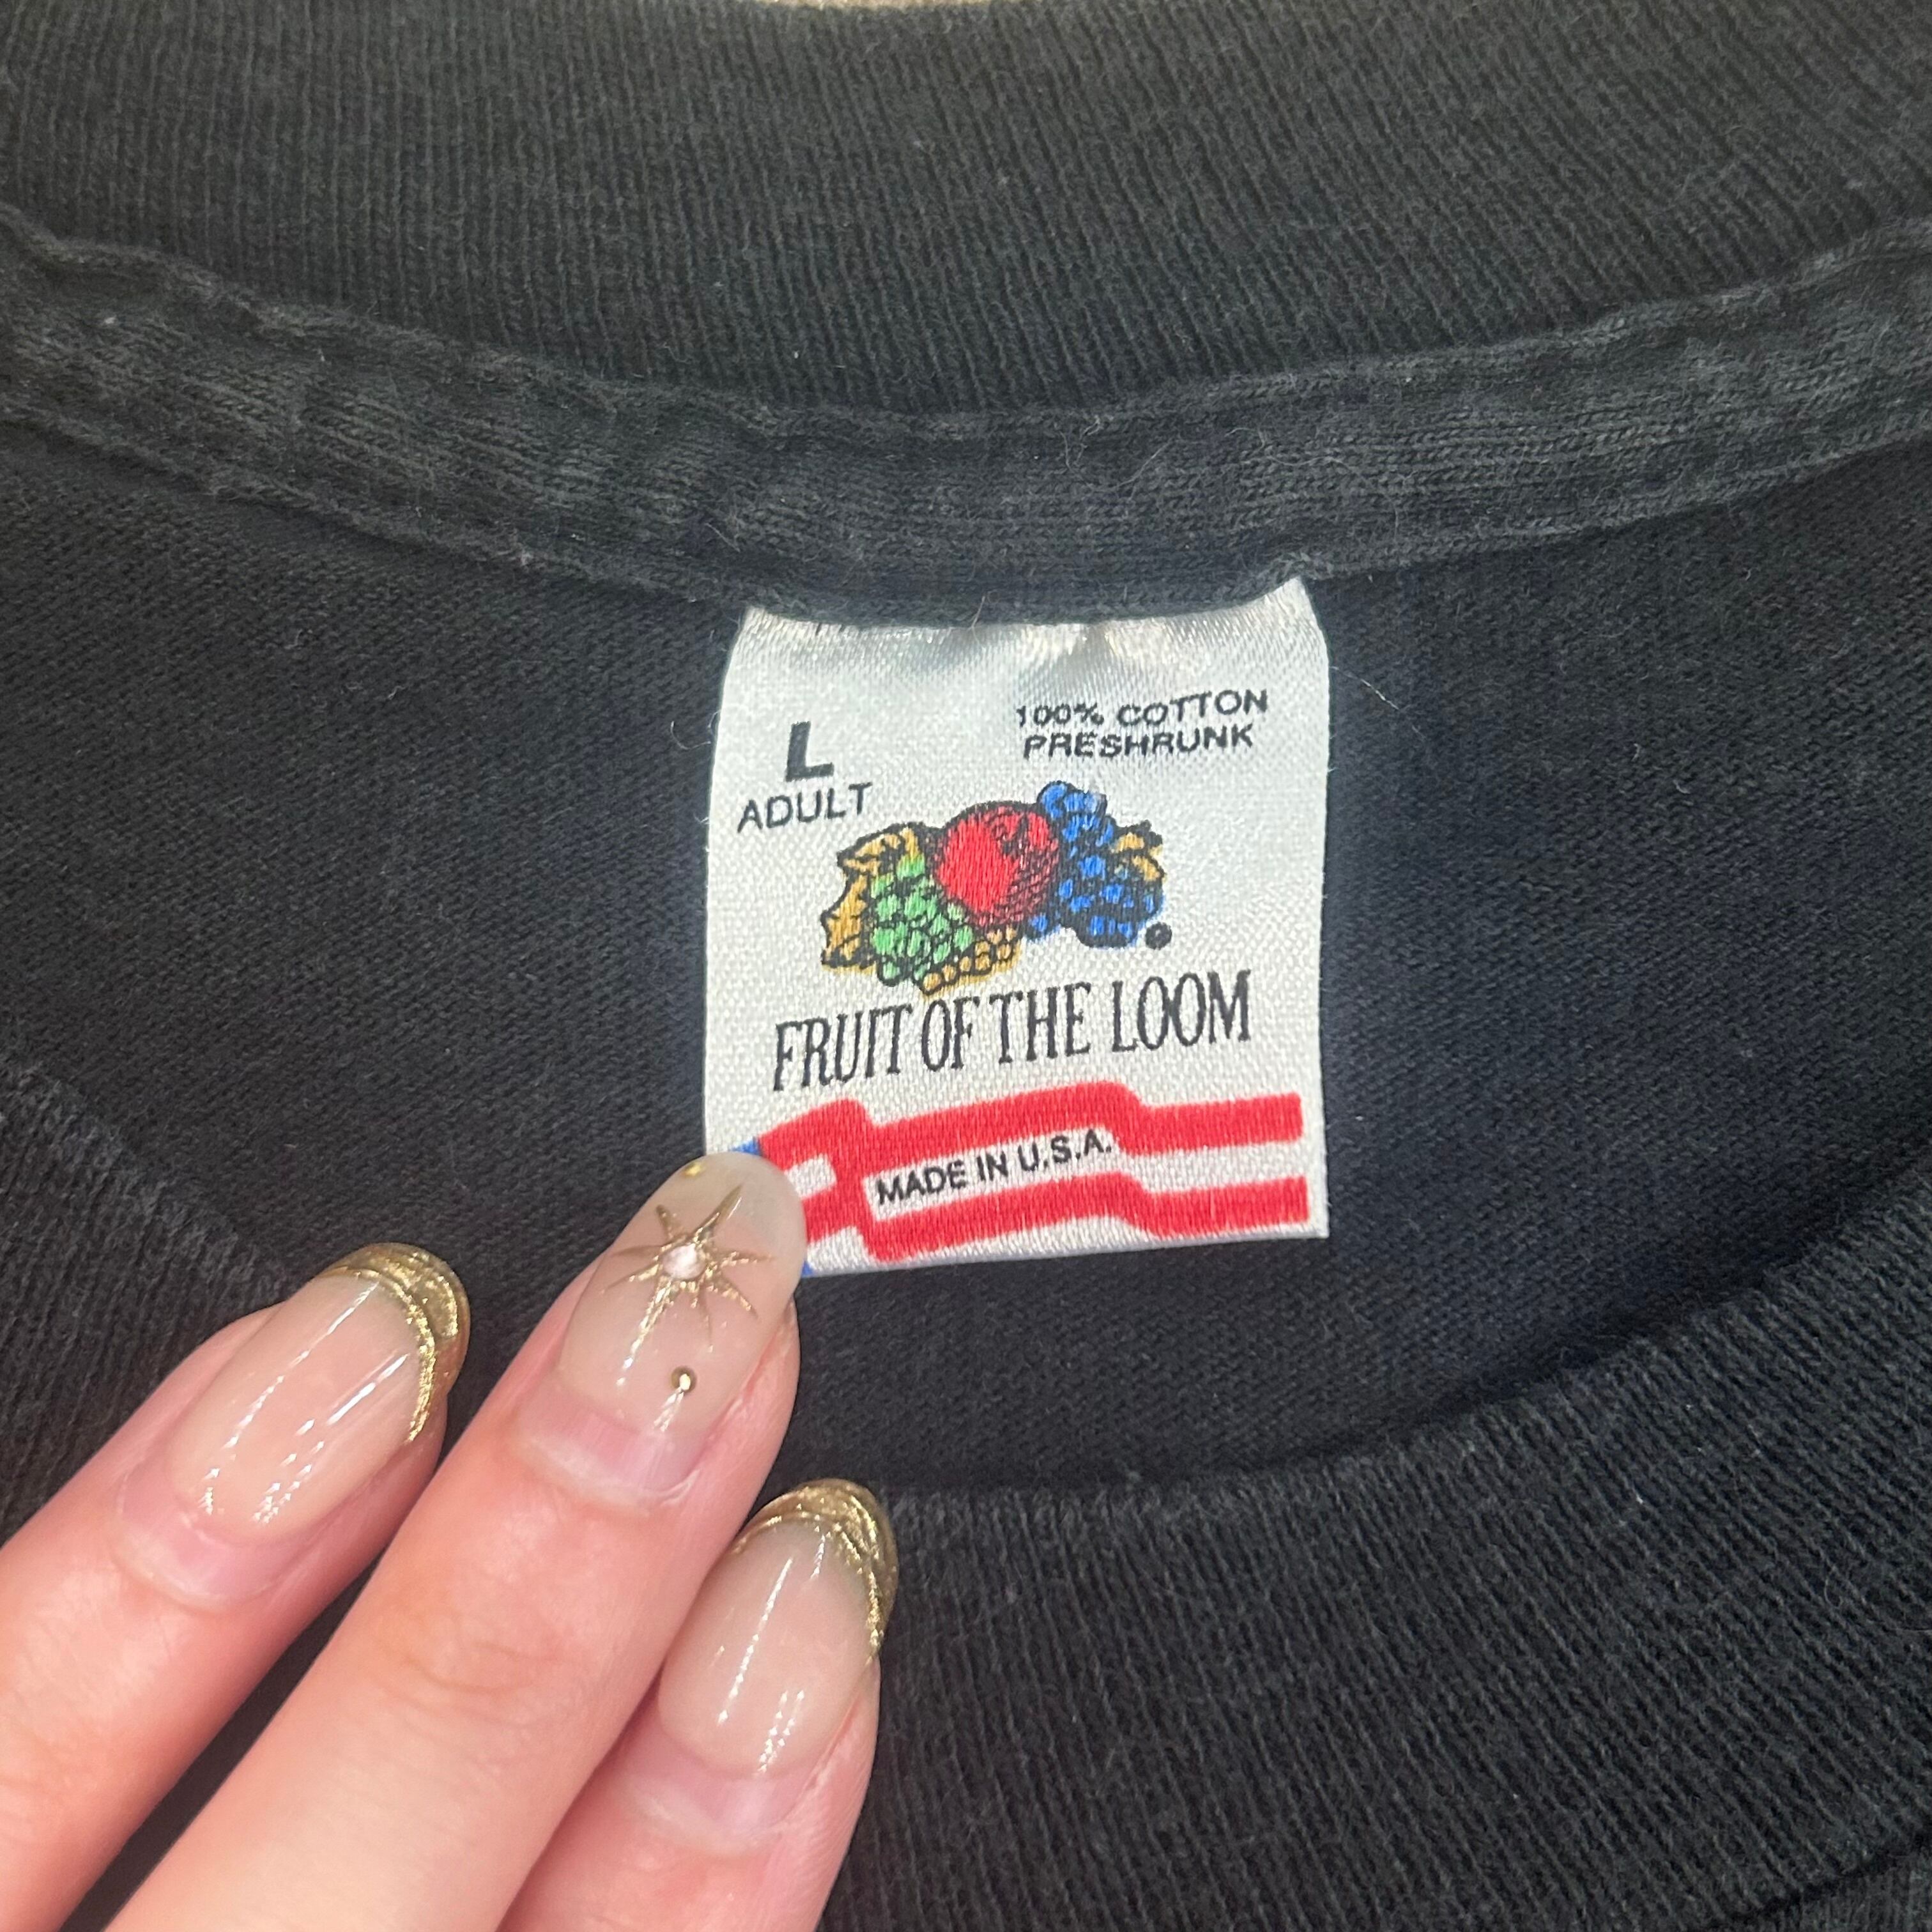 L
ADULT
100% COTTON
PRESHRUNK
FRUIT OF THE LOOM
MADE IN U.S.A.